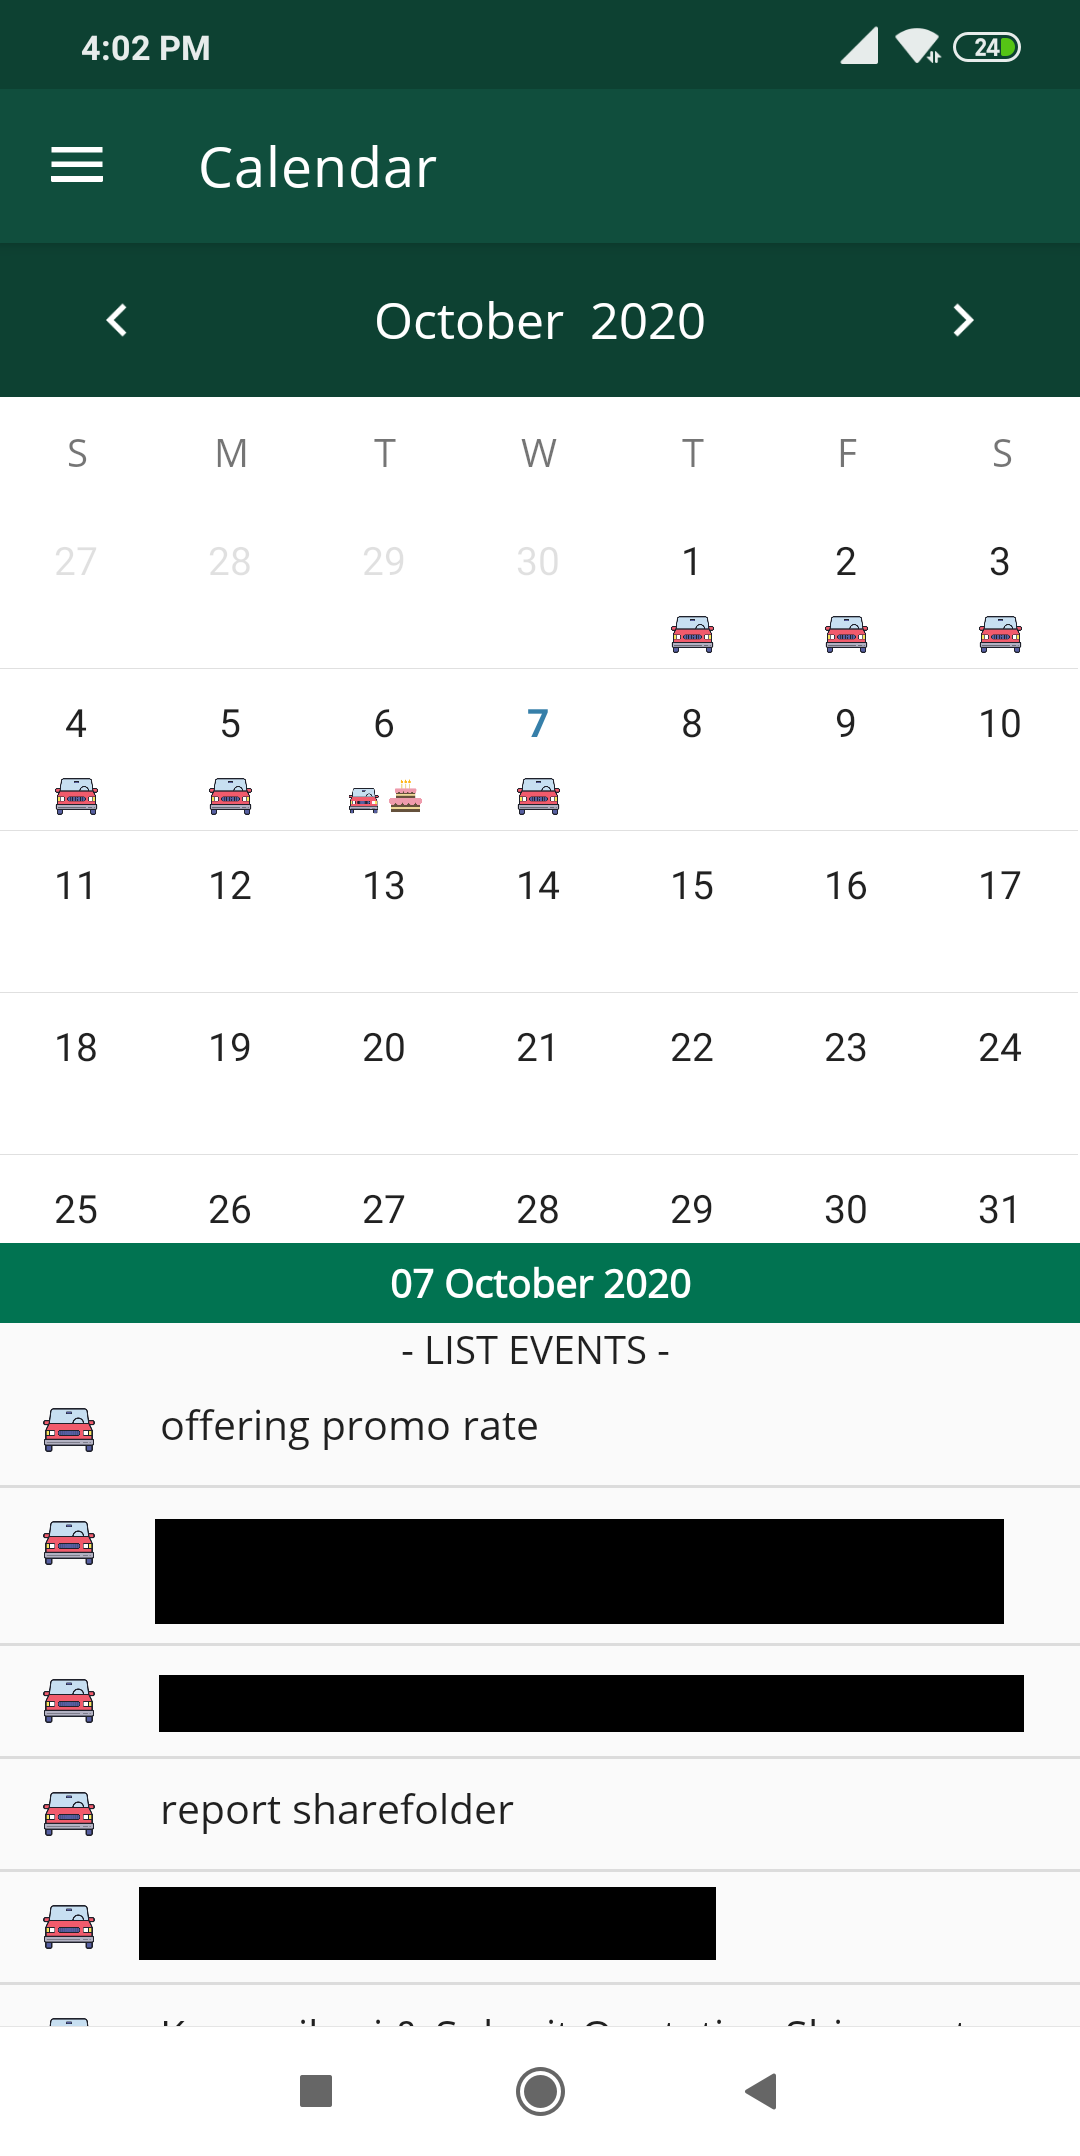 4:02 PM
24
Calendar
October 2020
S M T W T F S
27 28 29 30 1 2 3
4 5 6 7 8 9 10
11 12 13 14 15 16 17
18 19 20 21 22 23 24
25 26 27 28 29 30 31
07 October 2020
- LIST EVENTS -
offering promo rate
report sharefolder
& Submit Quotation